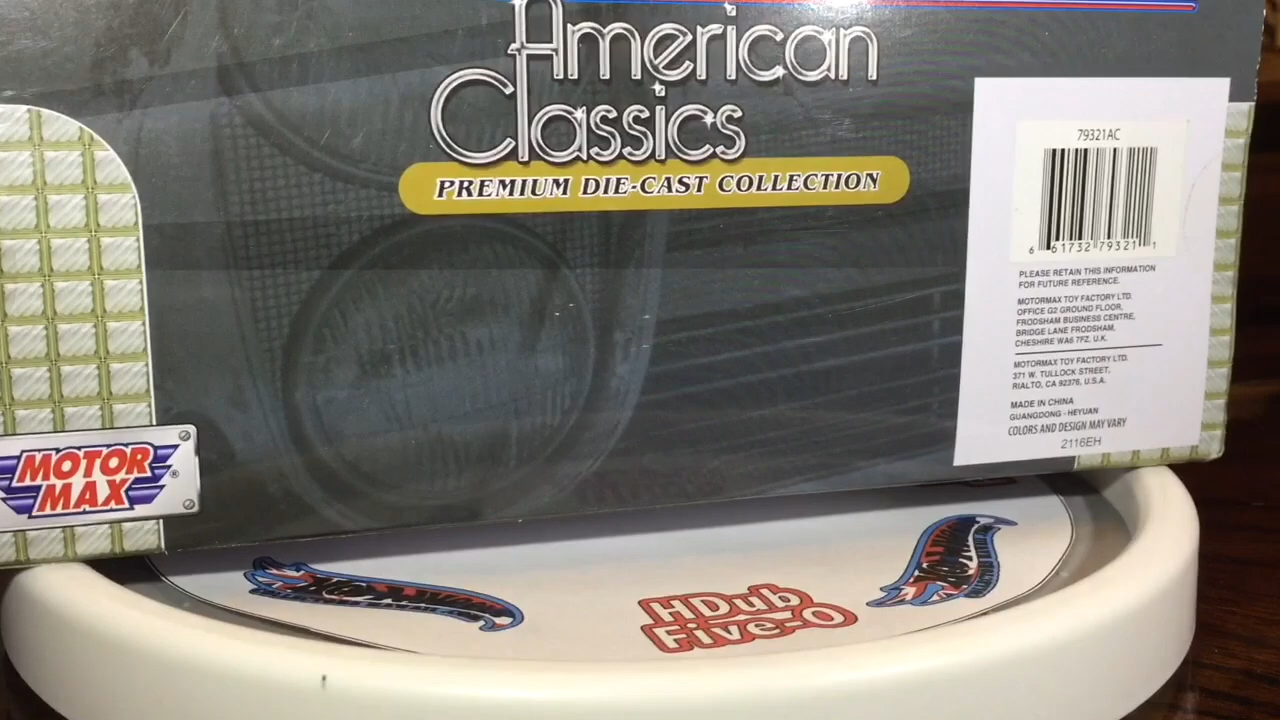 American
Classics
PREMIUM DIE-CAST COLLECTION
79321AC
6 61732 79321 1
PLEASE RETAIN THIS INFORMATION
FOR FUTURE REFERENCE.
MOTORMAX TOY FACTORY LTD.
OFFICE G2 GROUND FLOOR,
FRODSHAM BUSINESS CENTRE,
BRIDGE LANE FRODSHAM,
CHESHIRE WA6 7FZ, U.K.
MOTORMAX TOY FACTORY LTD.
371 W. TULLOCK STREET,
RIALTO, CA 92376, U.S.A.
MADE IN CHINA
GUANGDONG - HEYUAN
COLORS AND DESIGN MAY VARY
2116EH
MOTOR
MAX®
HDub
Five-O